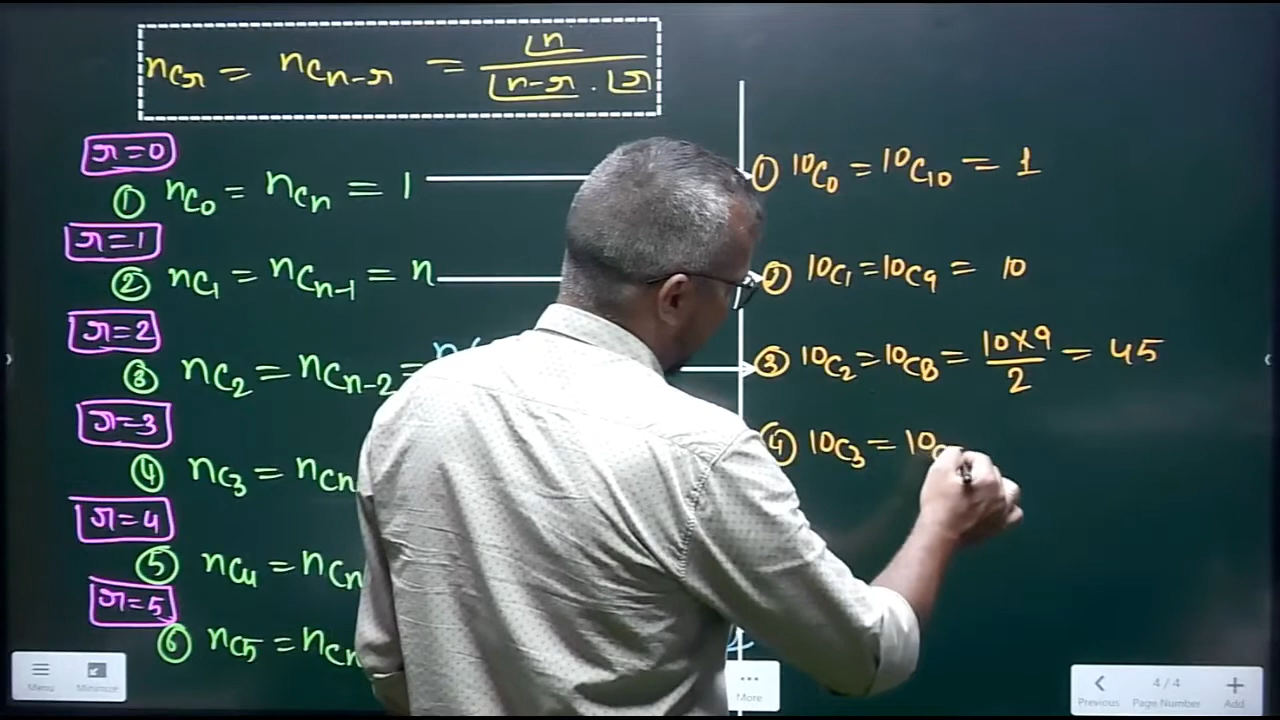 nCr = nCn-r = ⌊n / ⌊n-r . ⌊r
r=0
① nC0 = nCn = 1
r=1
② nC1 = nCn-1 = n
r=2
③ nC2 = nCn-2 =
r=3
④ nC3 = nCn
r=4
⑤ nC4 = nCn
r=5
⑥ nC5 = nCn
① 10C0 = 10C10 = 1
② 10C1 = 10C9 = 10
③ 10C2 = 10C8 = 10×9 / 2 = 45
④ 10C3 = 10C
Menu
Minimize
More
Previous
4/4
Page Number
Add